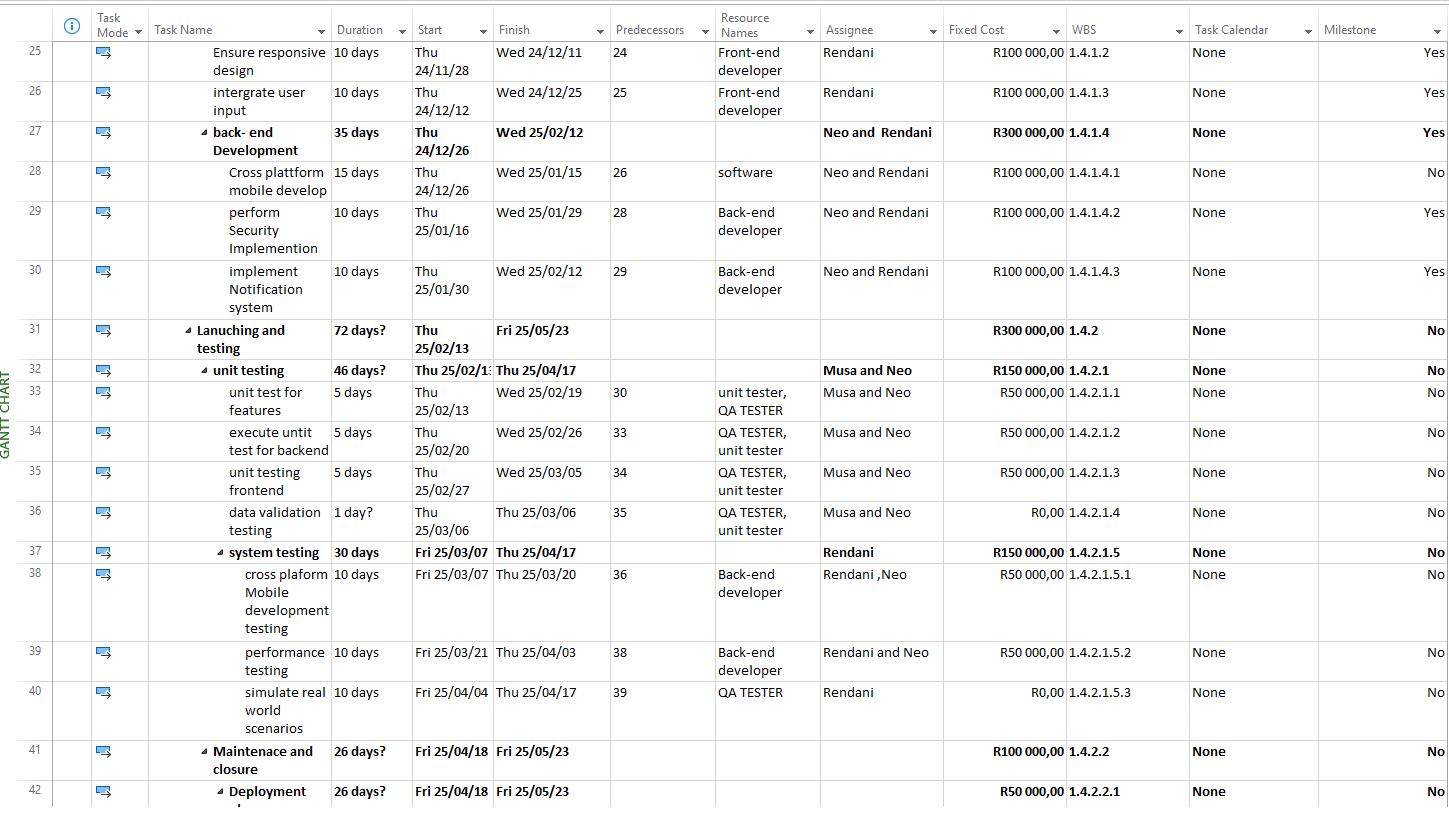 Task Mode Task Name Duration Start Finish Predecessors Resource Names Assignee Fixed Cost WBS Task Calendar Milestone
25 Ensure responsive design 10 days Thu 24/11/28 Wed 24/12/11 24 Front-end developer Rendani R100 000,00 1.4.1.2 None Yes
26 intergrate user input 10 days Thu 24/12/12 Wed 24/12/25 25 Front-end developer Rendani R100 000,00 1.4.1.3 None Yes
27 back- end Development 35 days Thu 24/12/26 Wed 25/02/12 Neo and Rendani R300 000,00 1.4.1.4 None Yes
28 Cross plattform mobile develop 15 days Thu 24/12/26 Wed 25/01/15 26 software Neo and Rendani R100 000,00 1.4.1.4.1 None No
29 perform Security Implemention 10 days Thu 25/01/16 Wed 25/01/29 28 Back-end developer Neo and Rendani R100 000,00 1.4.1.4.2 None Yes
30 implement Notification system 10 days Thu 25/01/30 Wed 25/02/12 29 Back-end developer Neo and Rendani R100 000,00 1.4.1.4.3 None Yes
31 Lanuching and testing 72 days? Thu 25/02/13 Fri 25/05/23 R300 000,00 1.4.2 None No
32 unit testing 46 days? Thu 25/02/13 Thu 25/04/17 Musa and Neo R150 000,00 1.4.2.1 None No
33 unit test for features 5 days Thu 25/02/13 Wed 25/02/19 30 unit tester, QA TESTER Musa and Neo R50 000,00 1.4.2.1.1 None No
34 execute untit test for backend 5 days Thu 25/02/20 Wed 25/02/26 33 QA TESTER, unit tester Musa and Neo R50 000,00 1.4.2.1.2 None No
35 unit testing frontend 5 days Thu 25/02/27 Wed 25/03/05 34 QA TESTER, unit tester Musa and Neo R50 000,00 1.4.2.1.3 None No
36 data validation testing 1 day? Thu 25/03/06 Thu 25/03/06 35 QA TESTER, unit tester Musa and Neo R0,00 1.4.2.1.4 None No
37 system testing 30 days Fri 25/03/07 Thu 25/04/17 Rendani R150 000,00 1.4.2.1.5 None No
38 cross plaform Mobile development testing 10 days Fri 25/03/07 Thu 25/03/20 36 Back-end developer Rendani ,Neo R50 000,00 1.4.2.1.5.1 None No
39 performance testing 10 days Fri 25/03/21 Thu 25/04/03 38 Back-end developer Rendani and Neo R50 000,00 1.4.2.1.5.2 None No
40 simulate real world scenarios 10 days Fri 25/04/04 Thu 25/04/17 39 QA TESTER Rendani R0,00 1.4.2.1.5.3 None No
41 Maintenace and closure 26 days? Fri 25/04/18 Fri 25/05/23 R100 000,00 1.4.2.2 None No
42 Deployment 26 days? Fri 25/04/18 Fri 25/05/23 R50 000,00 1.4.2.2.1 None No
GANTT CHART